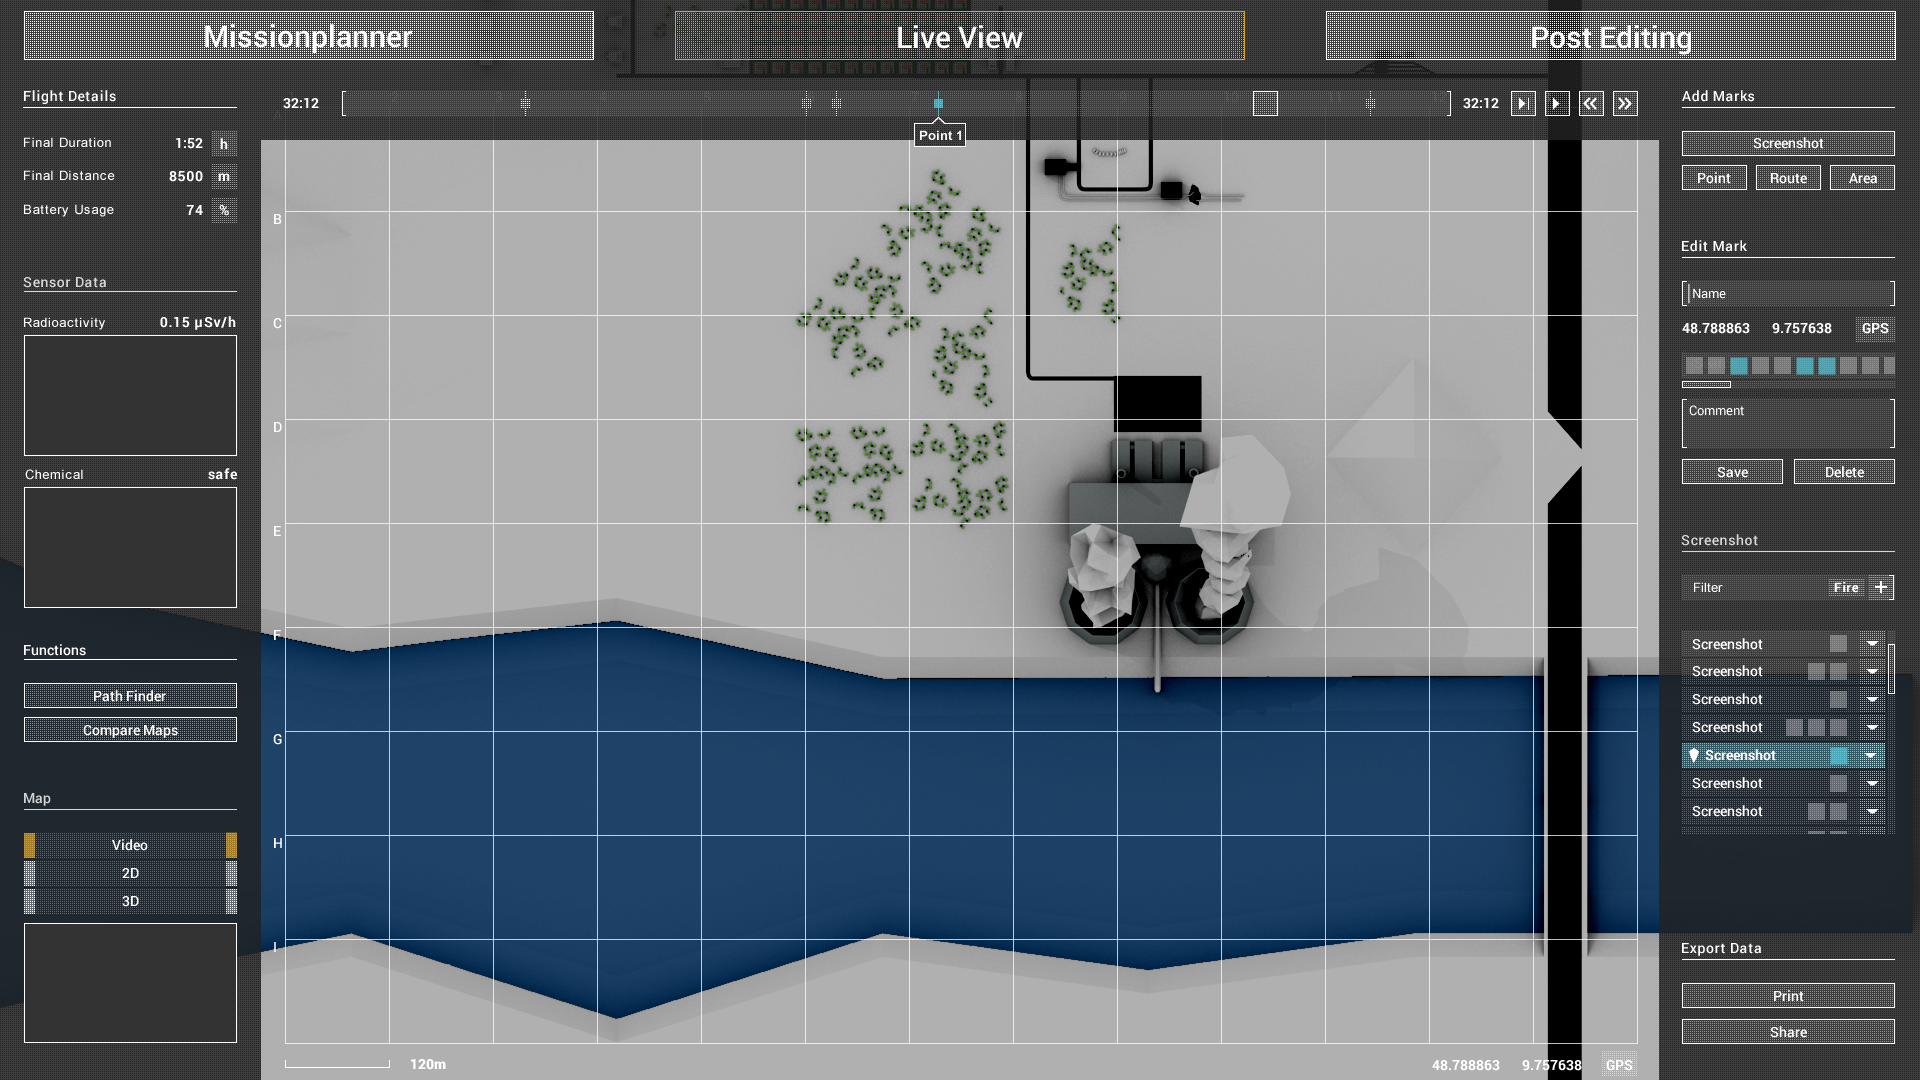 Missionplanner
Live View
Post Editing
Flight Details
Final Duration 1:52 h
Final Distance 8500 m
Battery Usage 74 %
Sensor Data
Radioactivity 0.15 µSv/h
Chemical safe
Functions
Path Finder
Compare Maps
Map
Video
2D
3D
32:12
32:12
Point 1
B
C
D
E
F
G
H
I
120m
48.788863 9.757638 GPS
Add Marks
Screenshot
Point Route Area
Edit Mark
Name
48.788863 9.757638 GPS
Comment
Save Delete
Screenshot
Filter Fire +
Screenshot
Screenshot
Screenshot
Screenshot
Screenshot
Screenshot
Screenshot
Export Data
Print
Share